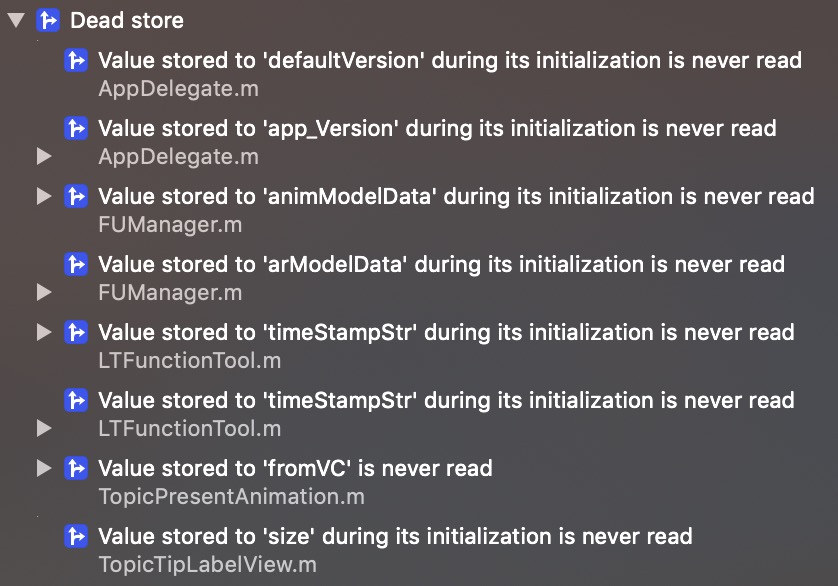 Dead store
Value stored to 'defaultVersion' during its initialization is never read
AppDelegate.m
Value stored to 'app_Version' during its initialization is never read
AppDelegate.m
Value stored to 'animModelData' during its initialization is never read
FUManager.m
Value stored to 'arModelData' during its initialization is never read
FUManager.m
Value stored to 'timeStampStr' during its initialization is never read
LTFunctionTool.m
Value stored to 'timeStampStr' during its initialization is never read
LTFunctionTool.m
Value stored to 'fromVC' is never read
TopicPresentAnimation.m
Value stored to 'size' during its initialization is never read
TopicTipLabelView.m